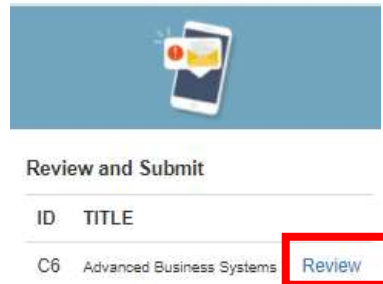 Review and Submit
ID TITLE
C6 Advanced Business Systems Review